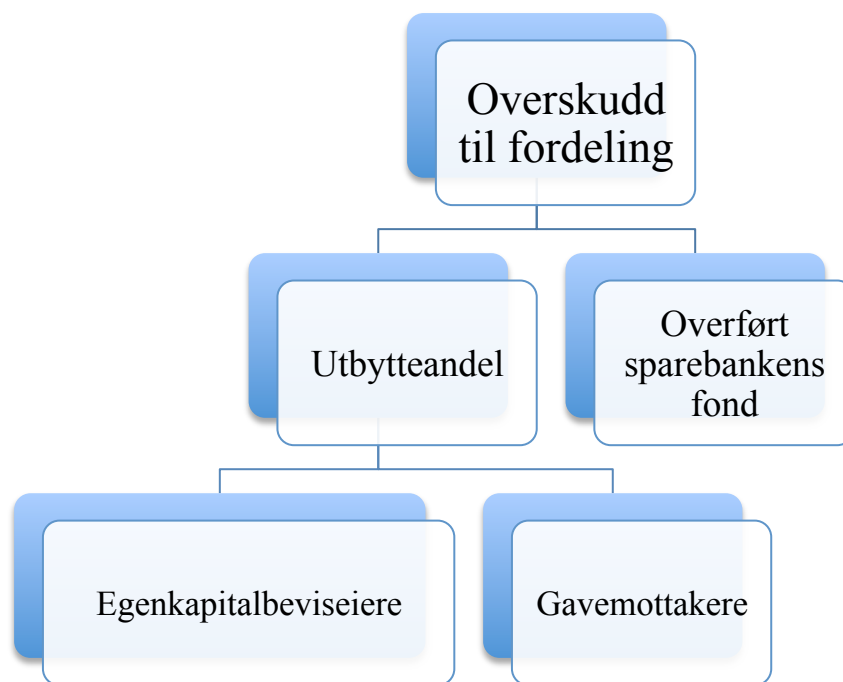 Overskudd
til fordeling
Utbytteandel
Overført
sparebankens
fond
Egenkapitalbeviseiere
Gavemottakere